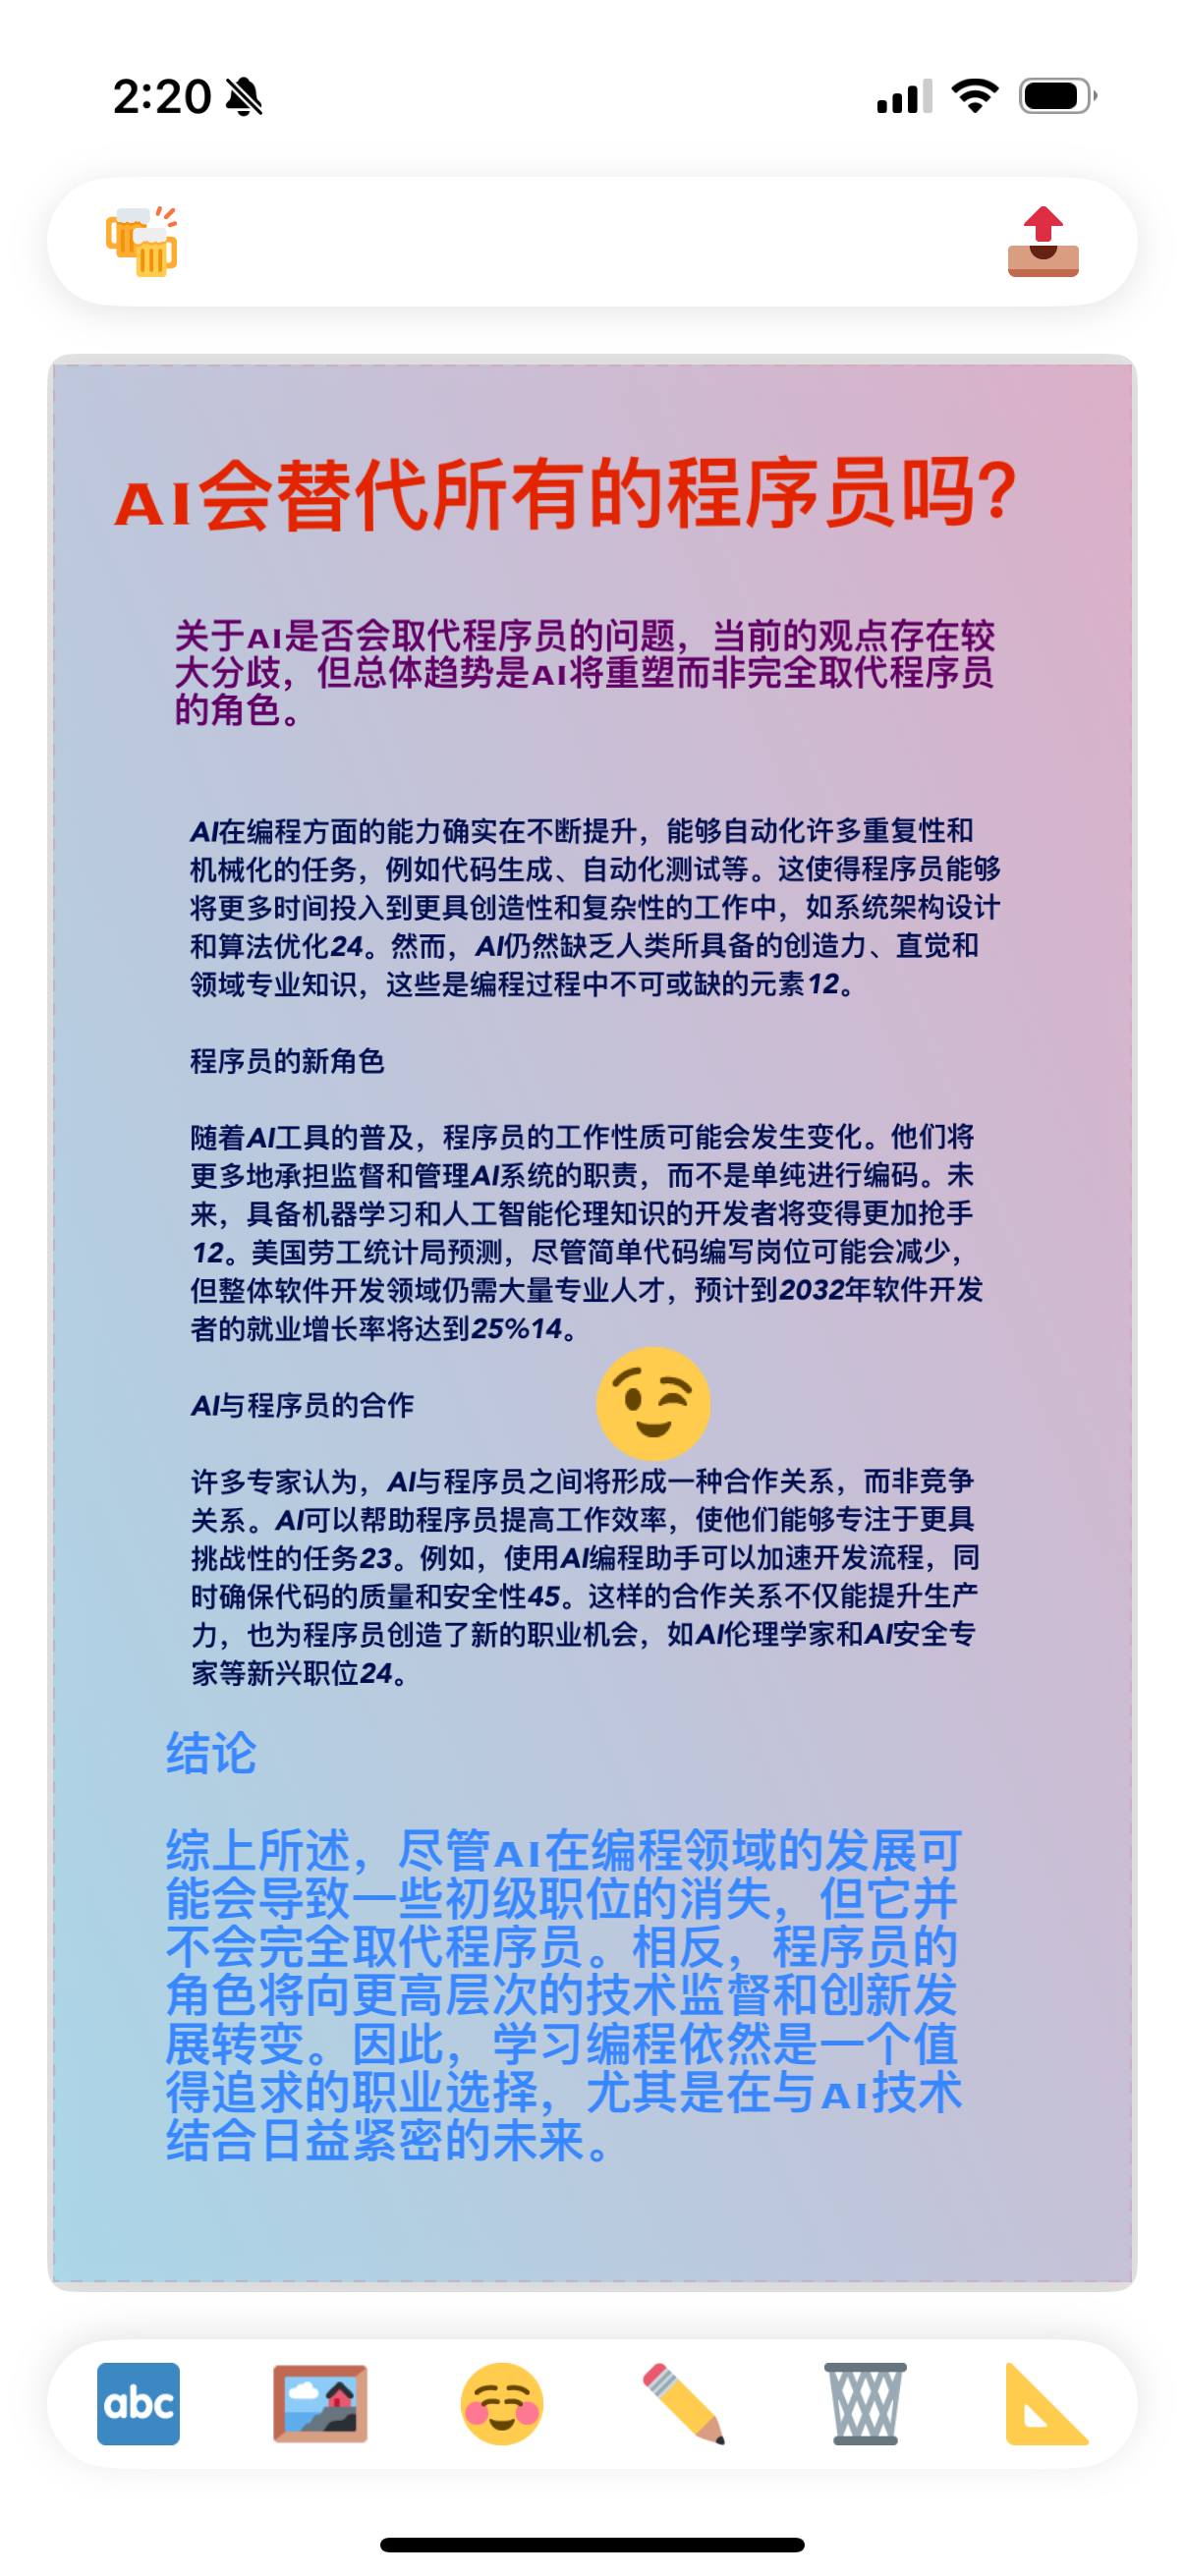 2:20
AI会替代所有的程序员吗?
关于AI是否会取代程序员的问题，当前的观点存在较
大分歧，但总体趋势是AI将重塑而非完全取代程序员
的角色。
AI在编程方面的能力确实在不断提升，能够自动化许多重复性和
机械化的任务，例如代码生成、自动化测试等。这使得程序员能够
将更多时间投入到更具创造性和复杂性的工作中，如系统架构设计
和算法优化24。然而，AI仍然缺乏人类所具备的创造力、直觉和
领域专业知识，这些是编程过程中不可或缺的元素12。
程序员的新角色
随着AI工具的普及，程序员的工作性质可能会发生变化。他们将
更多地承担监督和管理AI系统的职责，而不是单纯进行编码。未
来，具备机器学习和人工智能伦理知识的开发者将变得更加抢手
12。美国劳工统计局预测，尽管简单代码编写岗位可能会减少，
但整体软件开发领域仍需大量专业人才，预计到2032年软件开发
者的就业增长率将达到25%14。
AI与程序员的合作
许多专家认为，AI与程序员之间将形成一种合作关系，而非竞争
关系。AI可以帮助程序员提高工作效率，使他们能够专注于更具
挑战性的任务23。例如，使用AI编程助手可以加速开发流程，同
时确保代码的质量和安全性45。这样的合作关系不仅能提升生产
力，也为程序员创造了新的职业机会，如AI伦理学家和AI安全专
家等新兴职位24。
结论
综上所述，尽管AI在编程领域的发展可
能会导致一些初级职位的消失，但它并
不会完全取代程序员。相反，程序员的
角色将向更高层次的技术监督和创新发
展转变。因此，学习编程依然是一个值
得追求的职业选择，尤其是在与AI技术
结合日益紧密的未来。
abc